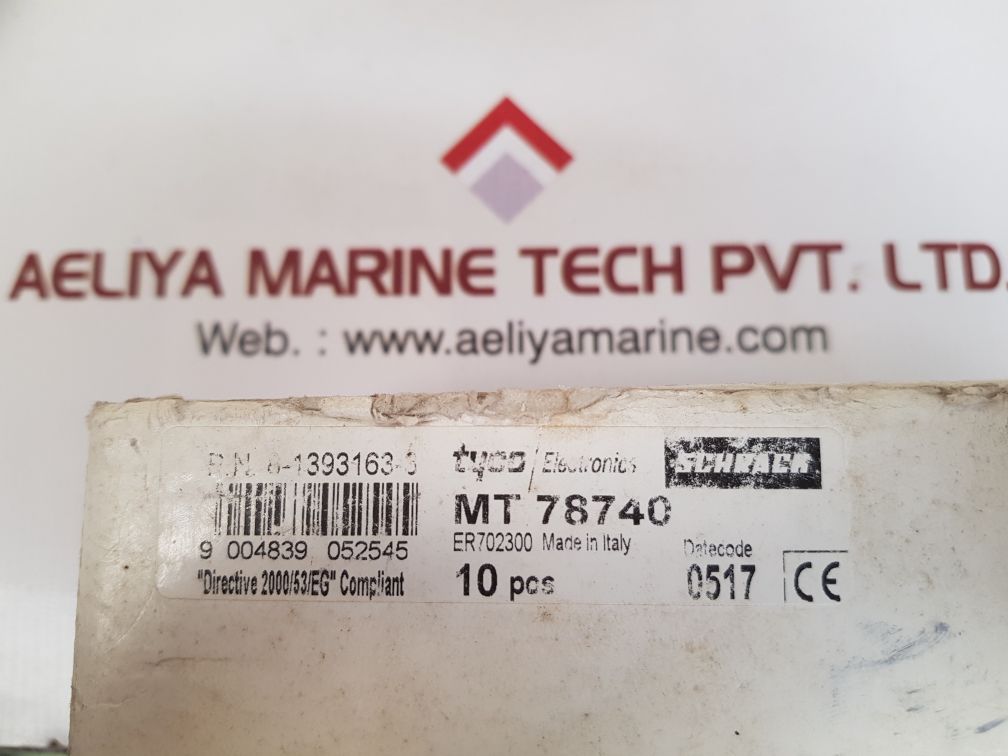 AELIYA MARINE TECH PVT. LTD.
Web. : www.aeliyamarine.com
tyco / Electronics
SCHRACK
MT 78740
9 004839 052545
ER702300 Made in Italy
Datecode
"Directive 2000/53/EG" Compliant
10 pcs
0517
CE